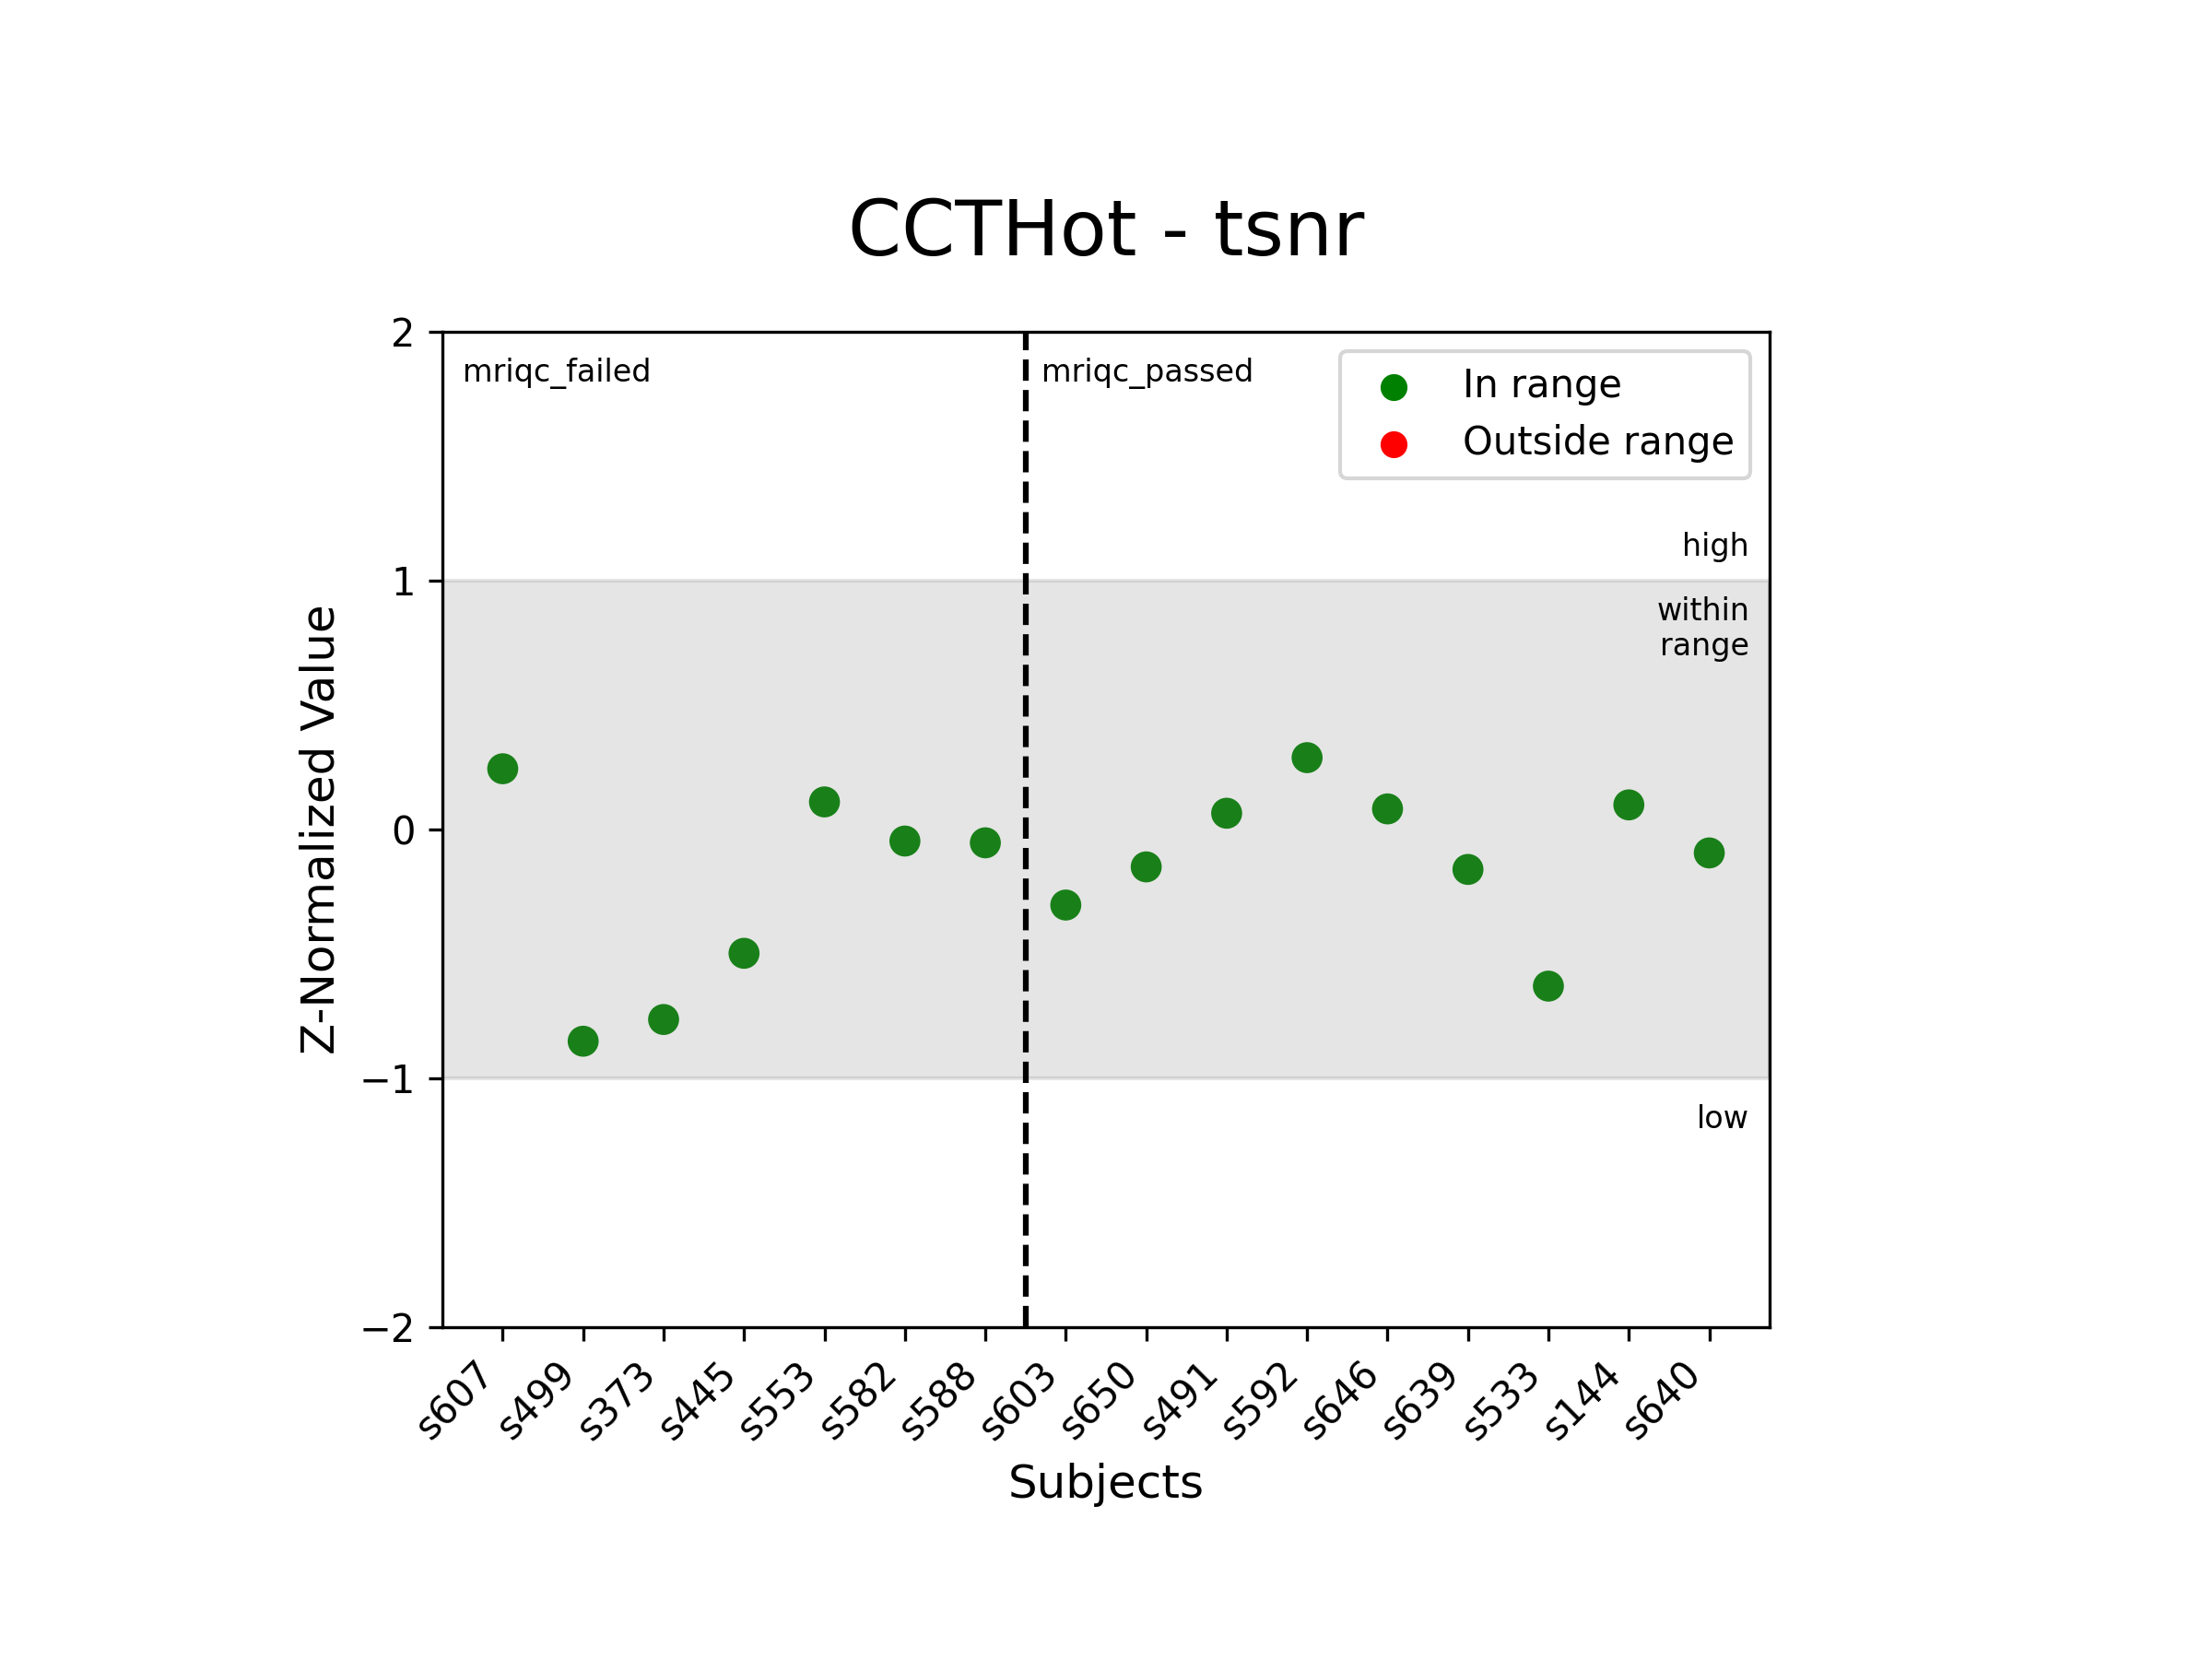 CCTHot - tsnr
2
mriqc_failed
mriqc_passed
In range
Outside range
high
1
within
range
Z-Normalized Value
0
−1
low
−2
s607
s499
s373
s445
s553
s582
s588
s603
s650
s491
s592
s646
s639
s533
s144
s640
Subjects